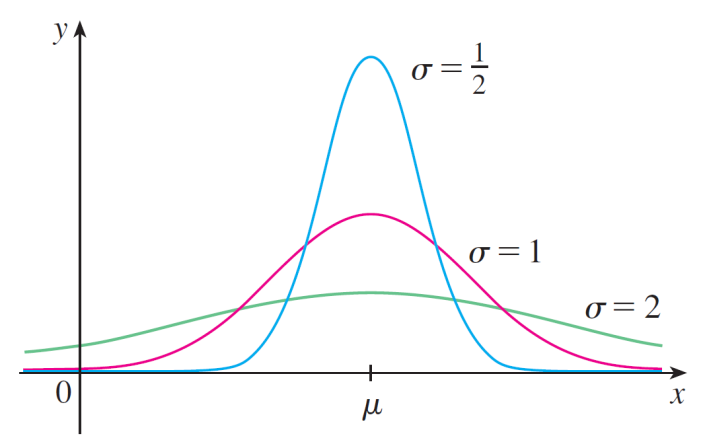 y
σ = 1/2
σ = 1
σ = 2
0
μ
x